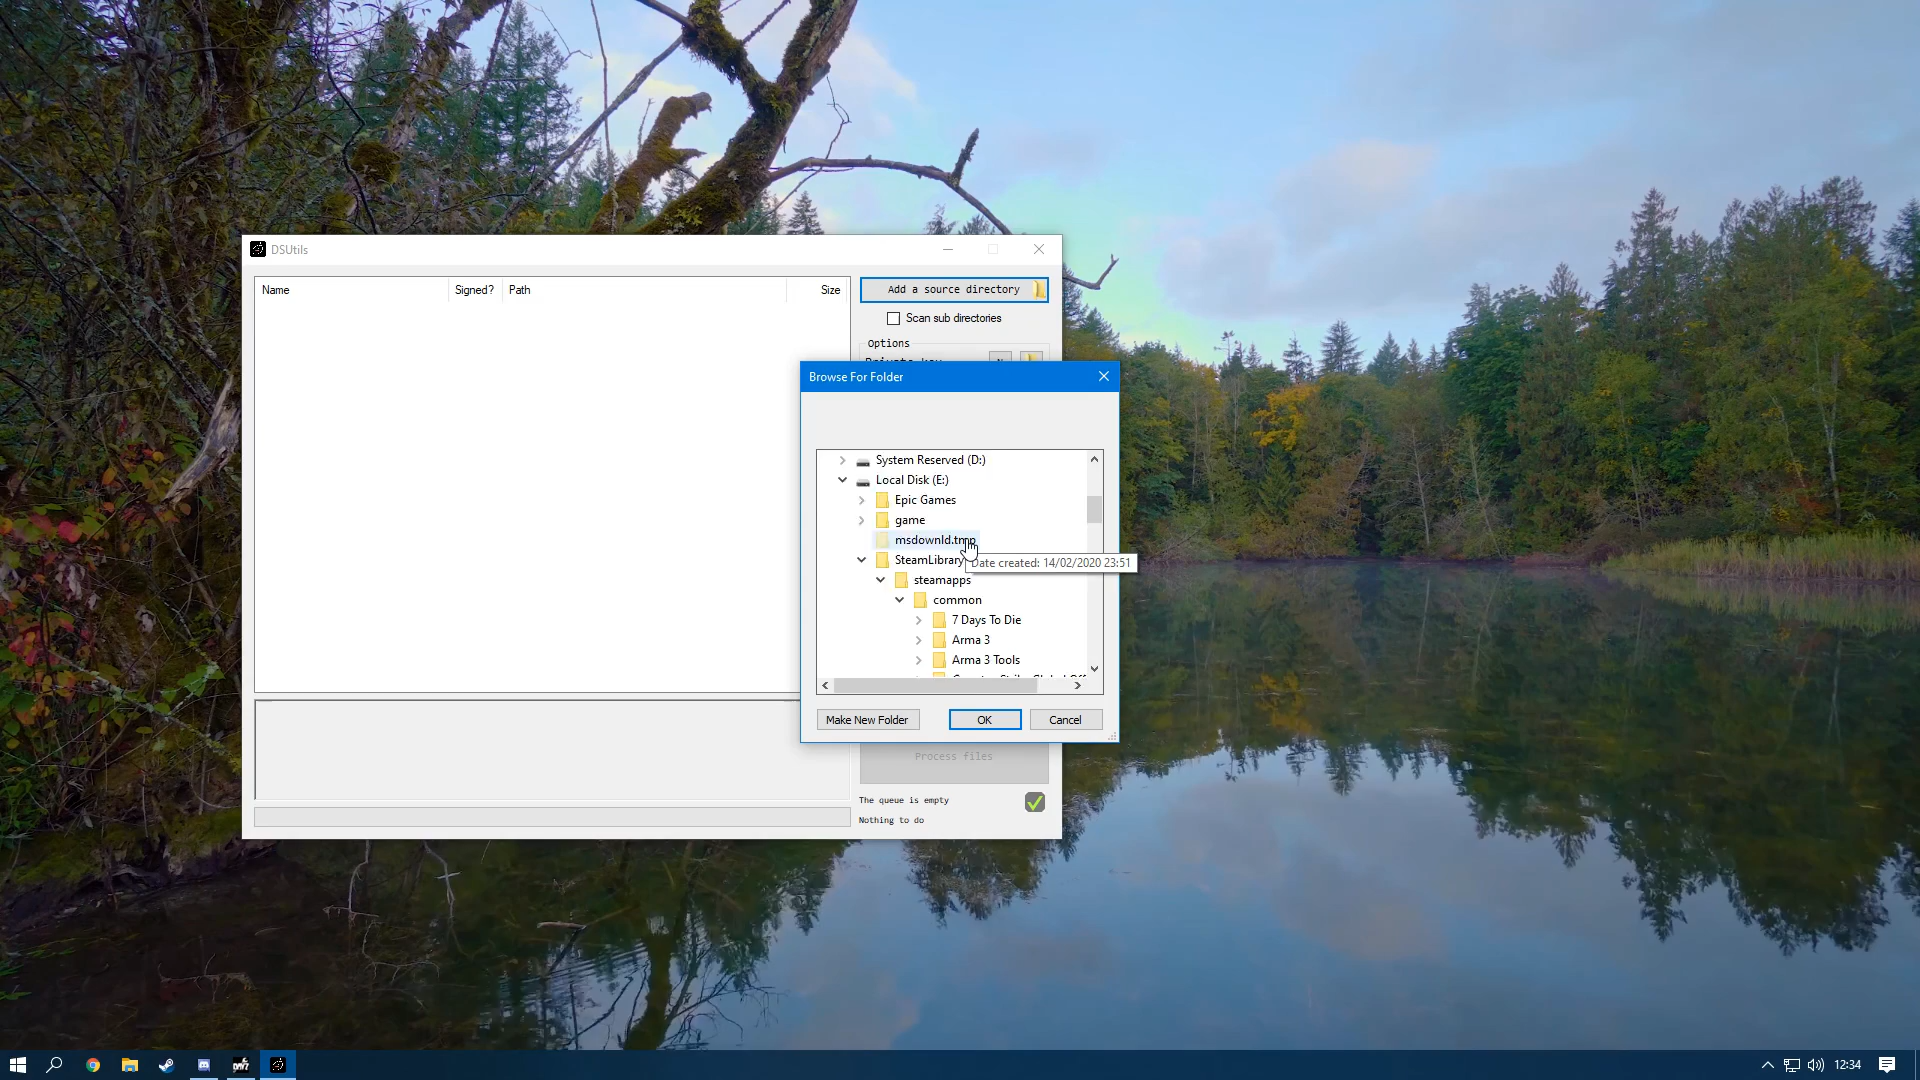 DSUtils
Name
Signed?
Path
Size
Add a source directory
Scan sub directories
Options
Browse For Folder
System Reserved (D:)
Local Disk (E:)
Epic Games
game
msdownld.tmp
SteamLibrary
Date created: 14/02/2020 23:51
steamapps
common
7 Days To Die
Arma 3
Arma 3 Tools
Make New Folder
OK
Cancel
Process files
The queue is empty
Nothing to do
DAYZ
12:34